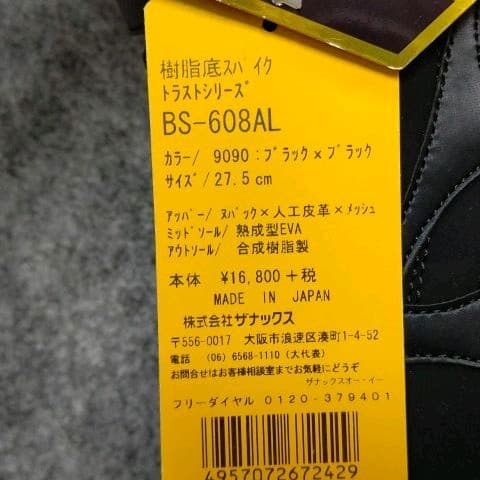 樹脂底スパイク
トラストシリーズ
BS-608AL
カラー/ 9090:ブラック×ブラック
サイズ/27.5cm
アッパー/ ヌバック×人工皮革×メッシュ
ミッドソール/ 熟成型EVA
アウトソール/ 合成樹脂製
本体 ¥16,800+税
MADE IN JAPAN
株式会社ザナックス
〒556-0017 大阪市浪速区湊町1-4-52
電話 (06) 6568-1110(大代表)
お問合せはお客様相談室までお気軽にどうぞ
ザナックスオー・イー
フリーダイヤル 0120-379401
4957072672429